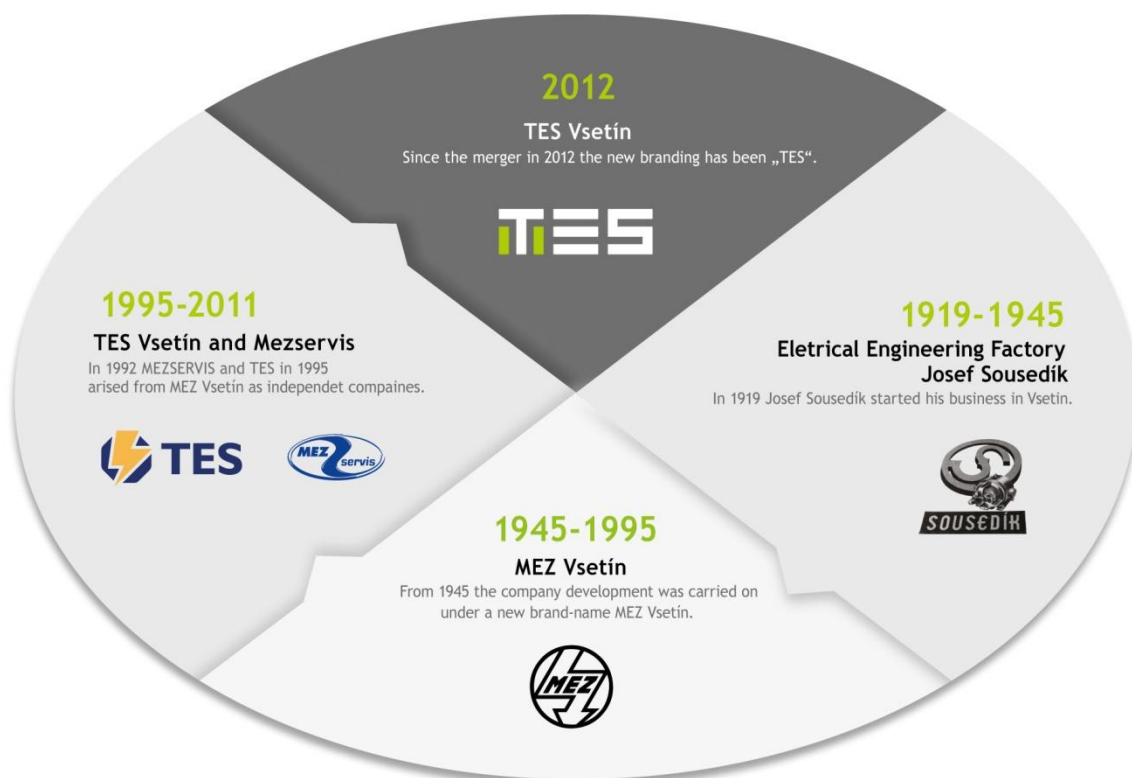 2012
TES Vsetín
Since the merger in 2012 the new branding has been „TES“.
TES
1919-1945
Eletrical Engineering Factory
Josef Sousedík
In 1919 Josef Sousedík started his business in Vsetin.
SOUSEDÍK
1945-1995
MEZ Vsetín
From 1945 the company development was carried on
under a new brand-name MEZ Vsetín.
MEZ
1995-2011
TES Vsetín and Mezservis
In 1992 MEZSERVIS and TES in 1995
arised from MEZ Vsetín as independet compaines.
TES
MEZ
servis